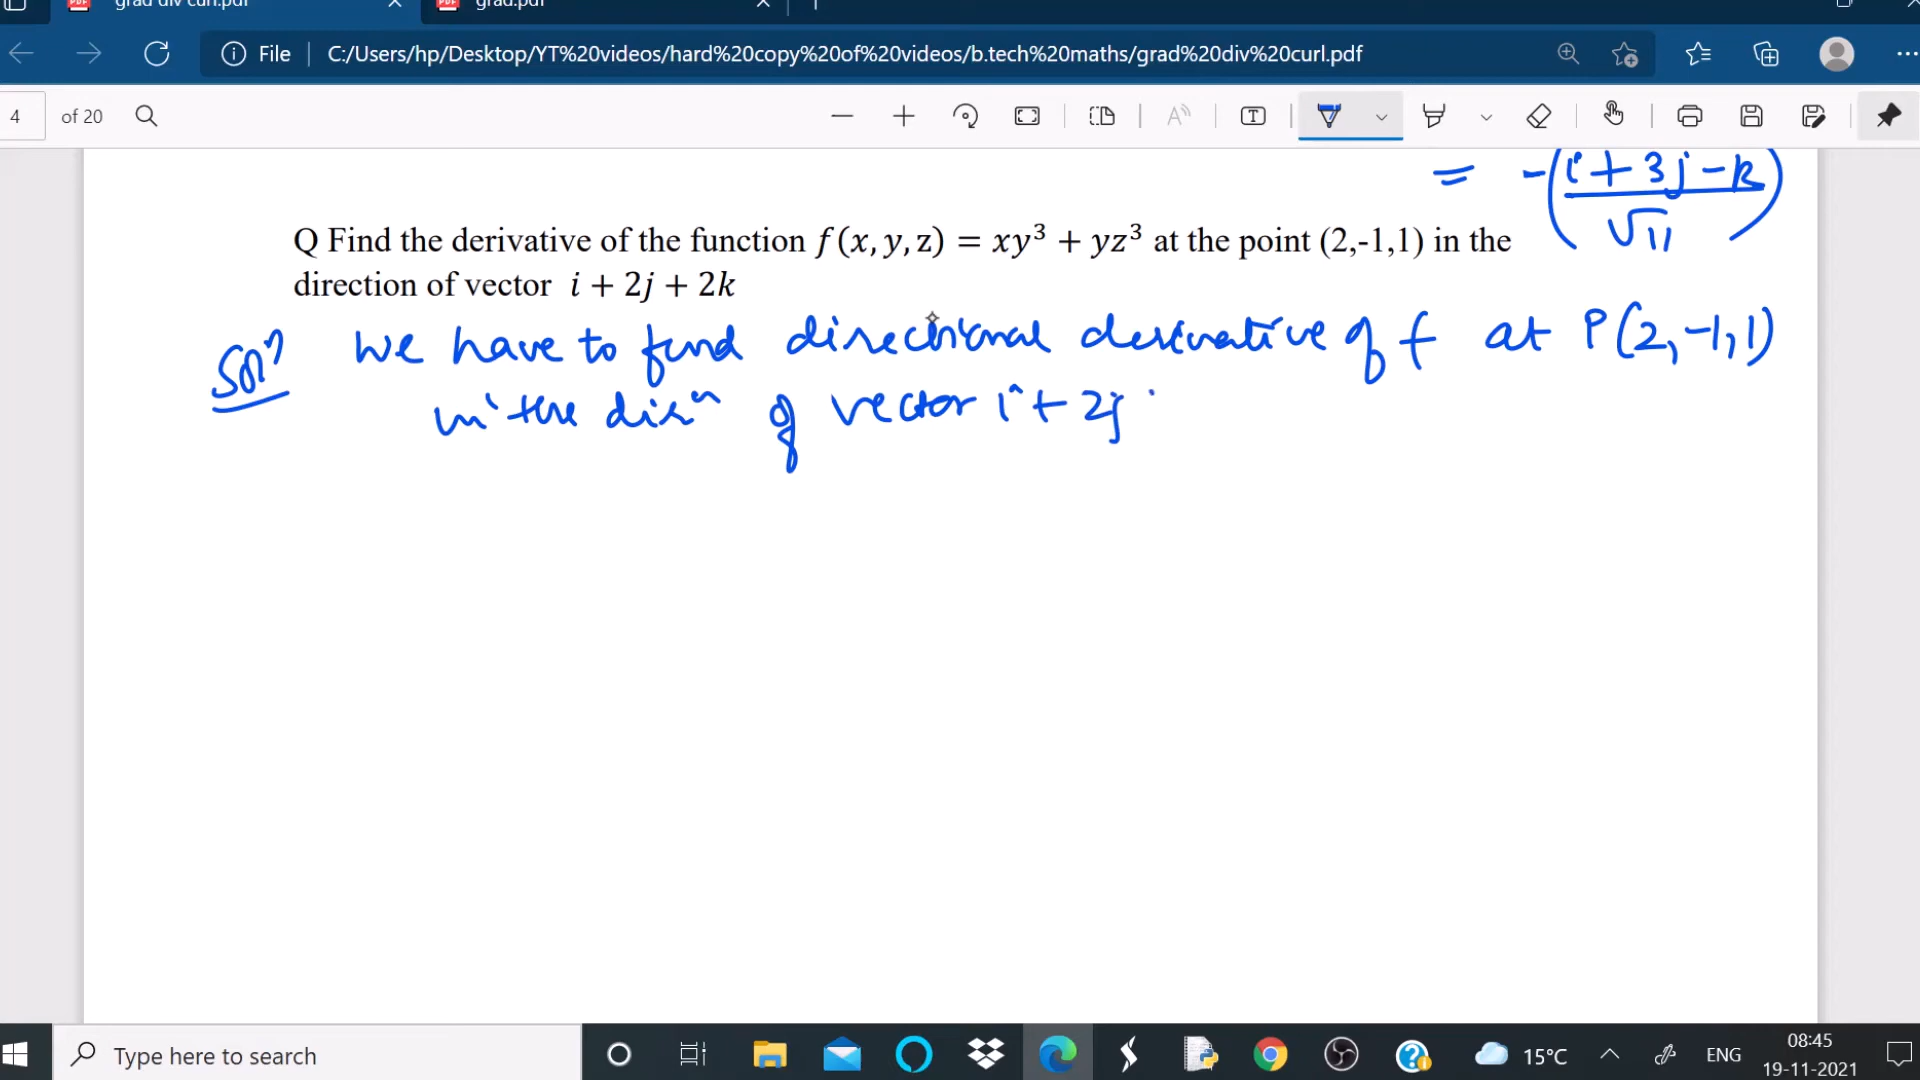 grad div curl.pdf
grad.pdf
File
C:/Users/hp/Desktop/YT%20videos/hard%20copy%20of%20videos/b.tech%20maths/grad%20div%20curl.pdf
4 of 20
= -(i + 3j - k / √11)
Q Find the derivative of the function f(x, y, z) = xy³ + yz³ at the point (2,-1,1) in the
direction of vector i + 2j + 2k
Solⁿ We have to find directional derivative of f at P(2, -1, 1)
in the dirⁿ of vector i + 2j
Type here to search
15°C
ENG
08:45
19-11-2021